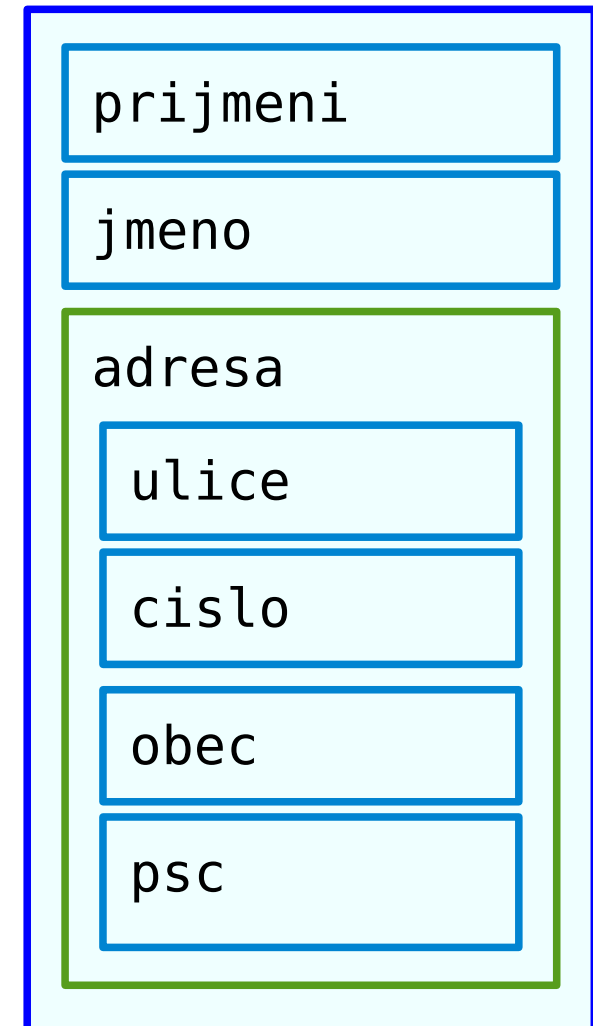 prijmeni
jmeno
adresa
ulice
cislo
obec
psc